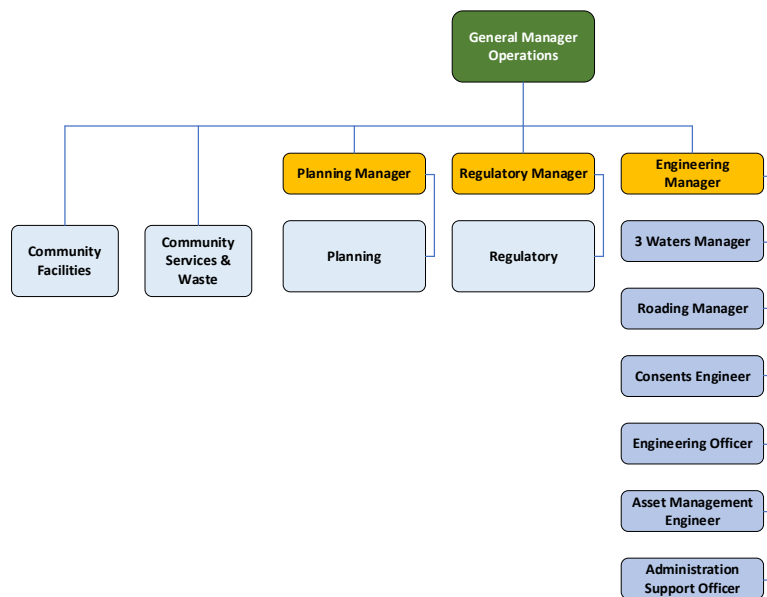 General Manager
Operations
Planning Manager
Regulatory Manager
Engineering
Manager
Community
Facilities
Community
Services &
Waste
Planning
Regulatory
3 Waters Manager
Roading Manager
Consents Engineer
Engineering Officer
Asset Management
Engineer
Administration
Support Officer